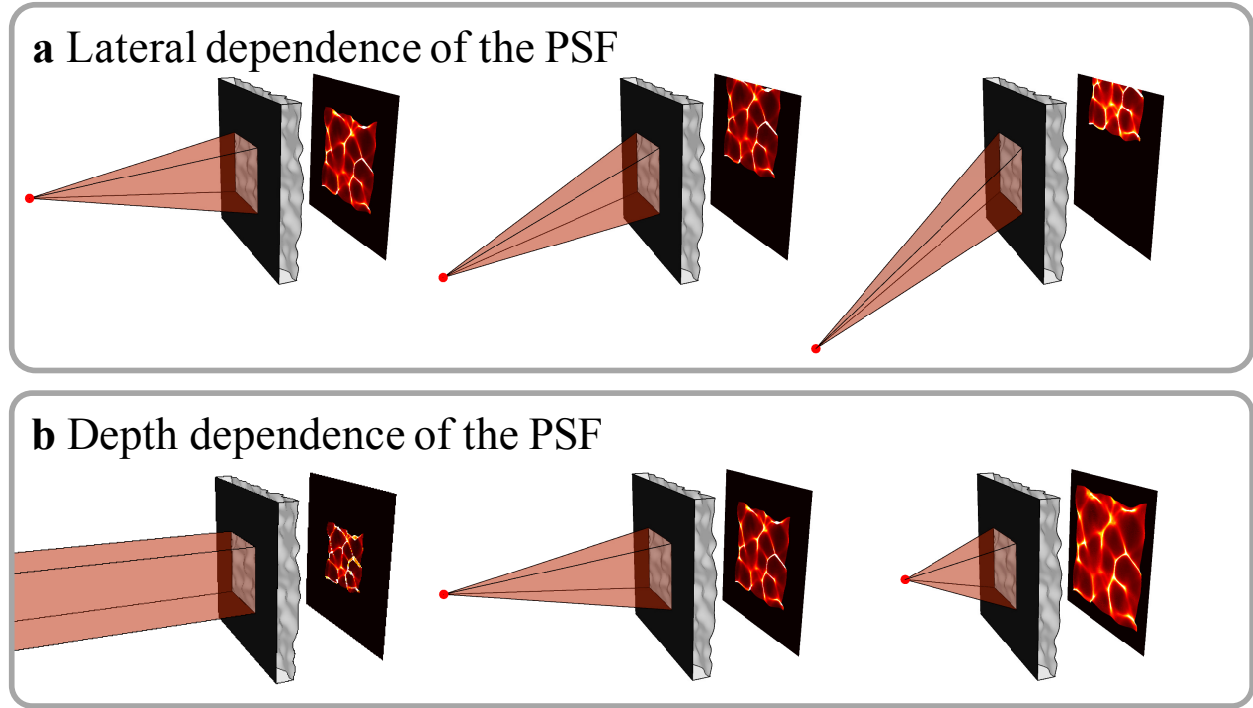 a Lateral dependence of the PSF
b Depth dependence of the PSF